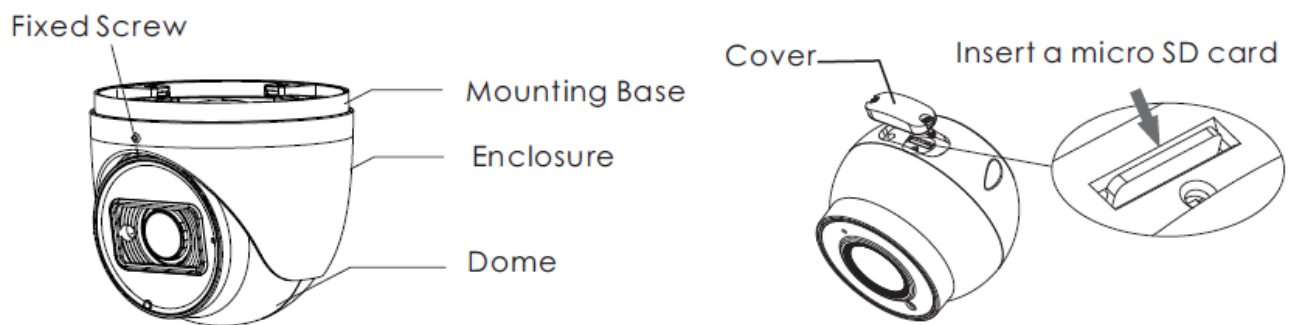 Fixed Screw
Mounting Base
Enclosure
Dome
Cover
Insert a micro SD card